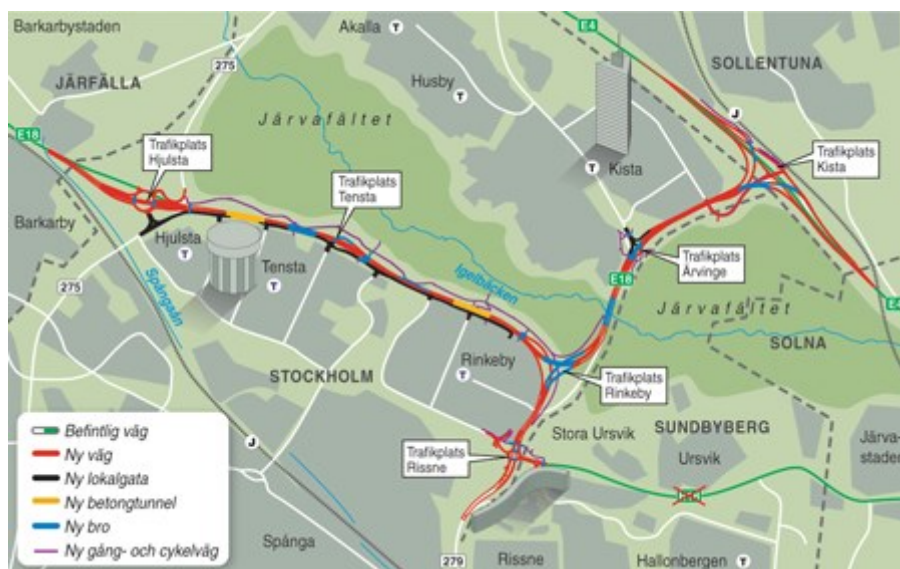 Barkarbystaden
Akalla
T
E4
SOLLENTUNA
275
JÄRFÄLLA
Husby
T
J
Järvafältet
E18
Trafikplats
Hjulsta
Trafikplats
Tensta
T
Kista
Trafikplats
Kista
Barkarby
Hjulsta
T
Tensta
T
Trafikplats
Ärvinge
Igelbäcken
E18
275
Spångaån
Järvafältet
E4
SOLNA
STOCKHOLM
Rinkeby
T
Trafikplats
Rinkeby
Stora Ursvik
SUNDBYBERG
Ursvik
Järva-
staden
Trafikplats
Rissne
J
Befintlig väg
Ny väg
Ny lokalgata
Ny betongtunnel
Ny bro
Ny gång- och cykelväg
Spånga
279
Rissne
Hallonbergen
T